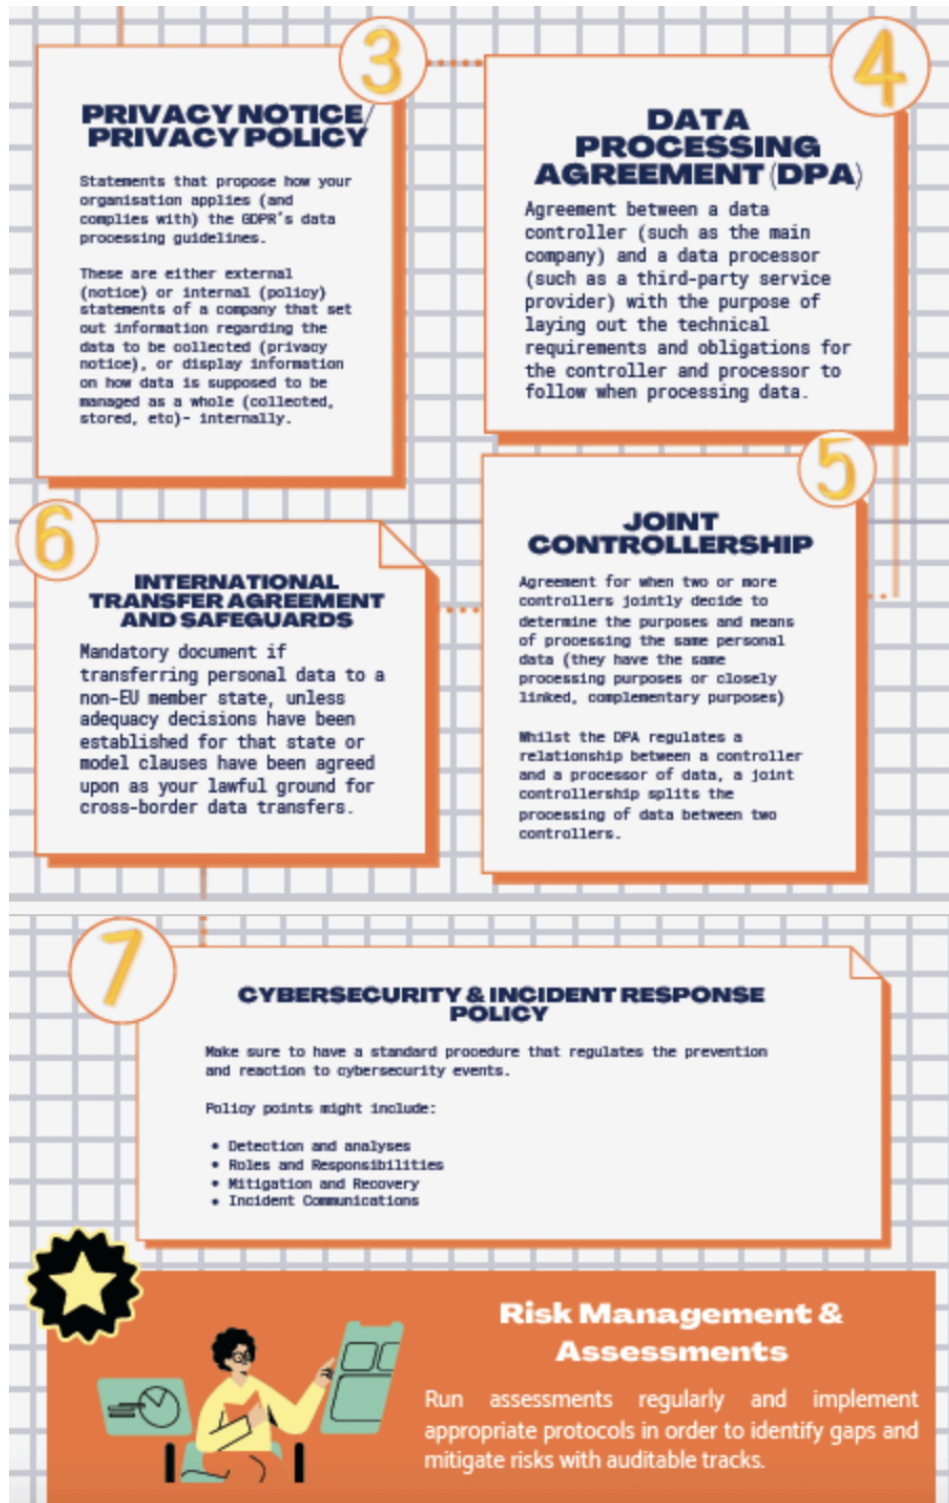 3
PRIVACY NOTICE/
PRIVACY POLICY
Statements that propose how your
organisation applies (and
complies with) the GDPR's data
processing guidelines.
These are either external
(notice) or internal (policy)
statements of a company that set
out information regarding the
data to be collected (privacy
notice), or display information
on how data is supposed to be
managed as a whole (collected,
stored, etc)- internally.
4
DATA
PROCESSING
AGREEMENT (DPA)
Agreement between a data
controller (such as the main
company) and a data processor
(such as a third-party service
provider) with the purpose of
laying out the technical
requirements and obligations for
the controller and processor to
follow when processing data.
5
JOINT
CONTROLLERSHIP
Agreement for when two or more
controllers jointly decide to
determine the purposes and means
of processing the same personal
data (they have the same
processing purposes or closely
linked, complementary purposes)
Whilst the DPA regulates a
relationship between a controller
and a processor of data, a joint
controllership splits the
processing of data between two
controllers.
6
INTERNATIONAL
TRANSFER AGREEMENT
AND SAFEGUARDS
Mandatory document if
transferring personal data to a
non-EU member state, unless
adequacy decisions have been
established for that state or
model clauses have been agreed
upon as your lawful ground for
cross-border data transfers.
7
CYBERSECURITY & INCIDENT RESPONSE
POLICY
Make sure to have a standard procedure that regulates the prevention
and reaction to cybersecurity events.
Policy points might include:
• Detection and analyses
• Roles and Responsibilities
• Mitigation and Recovery
• Incident Communications
Risk Management &
Assessments
Run assessments regularly and implement
appropriate protocols in order to identify gaps and
mitigate risks with auditable tracks.